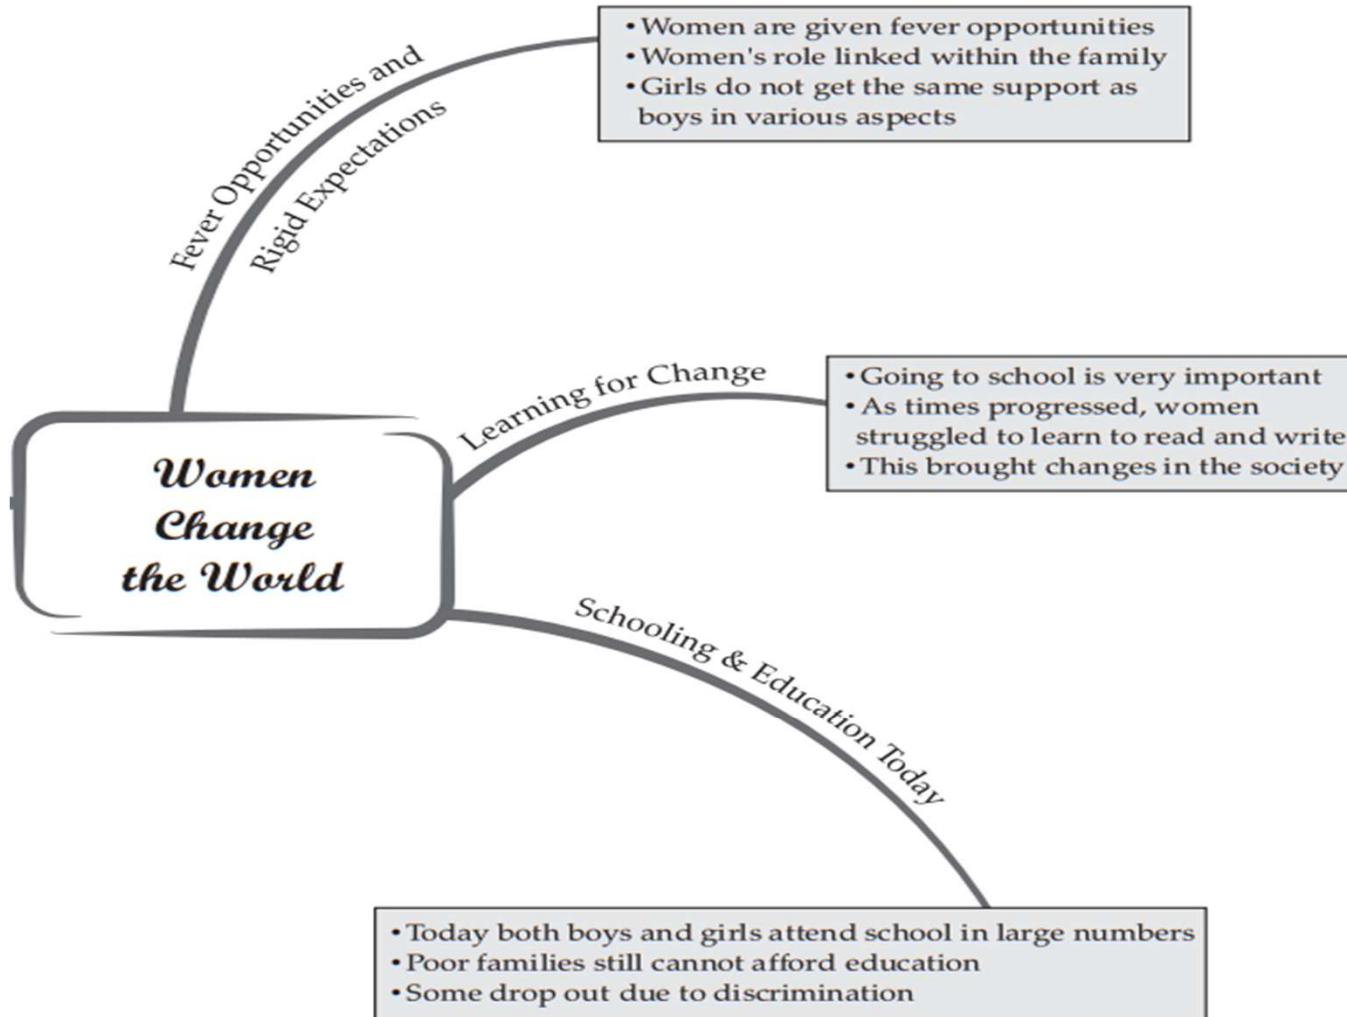 Fever Opportunities and
Rigid Expectations
•Women are given fever opportunities
•Women's role linked within the family
•Girls do not get the same support as
boys in various aspects
Learning for Change
•Going to school is very important
•As times progressed, women
struggled to learn to read and write
•This brought changes in the society
Women
Change
the World
Schooling & Education Today
•Today both boys and girls attend school in large numbers
•Poor families still cannot afford education
•Some drop out due to discrimination